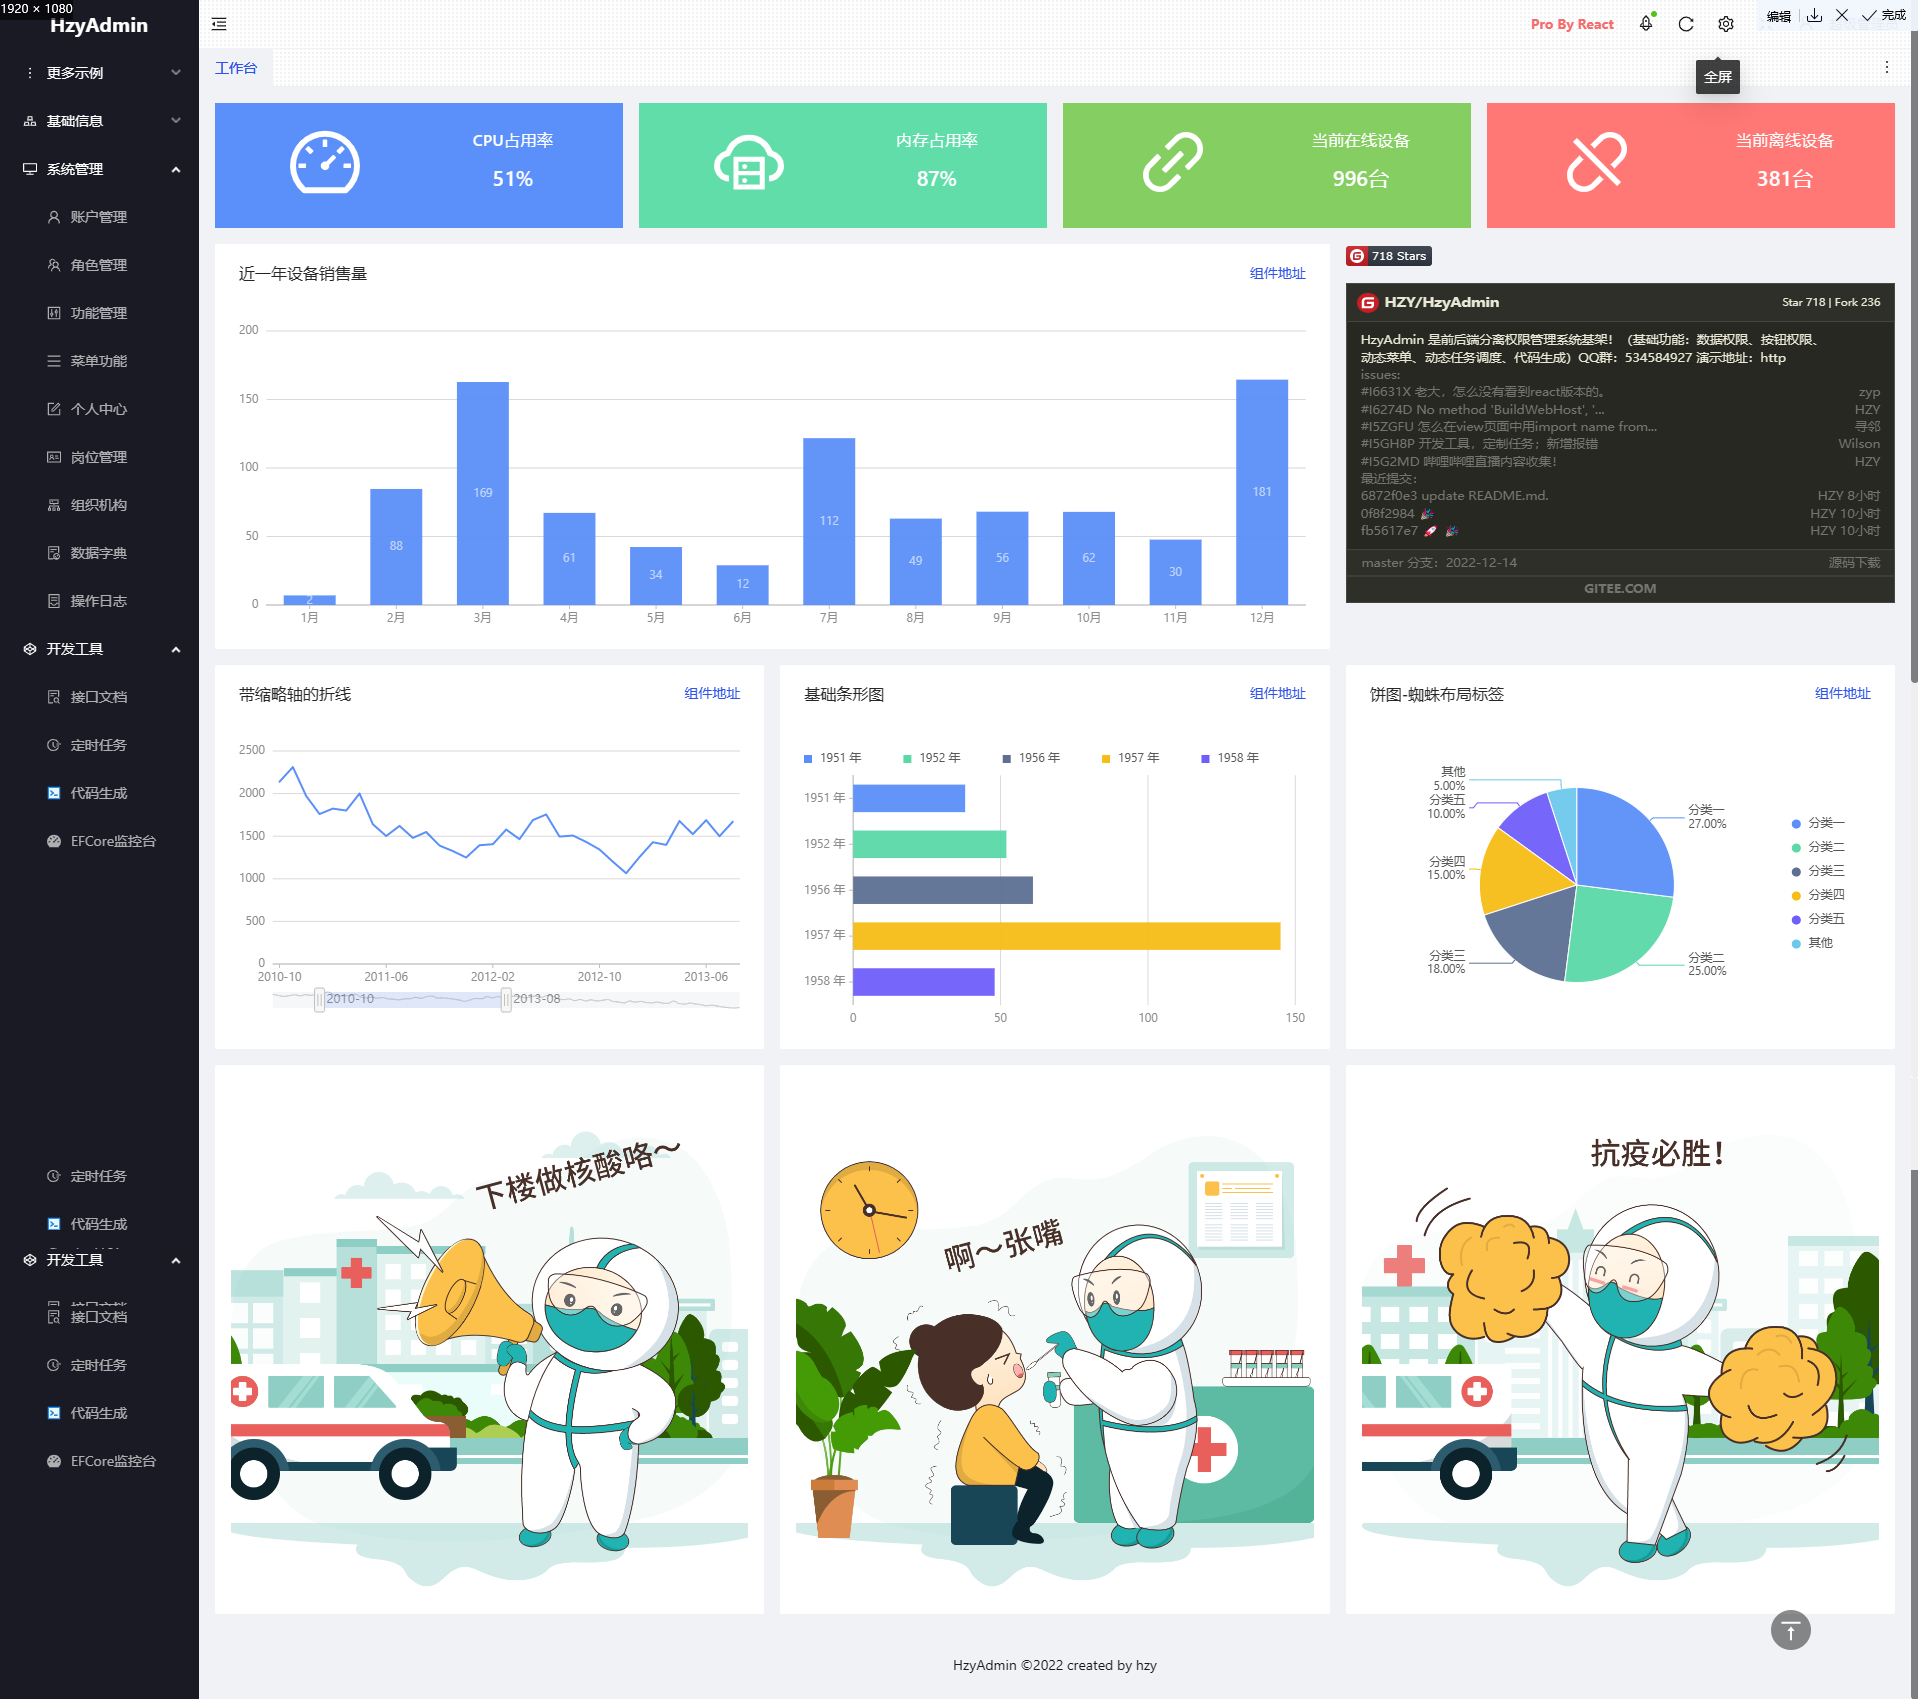 1920 × 1080
HzyAdmin
更多示例
基础信息
系统管理
账户管理
角色管理
功能管理
菜单功能
个人中心
岗位管理
组织机构
数据字典
操作日志
开发工具
接口文档
定时任务
代码生成
EFCore监控台
定时任务
代码生成
开发工具
接口文档
定时任务
代码生成
EFCore监控台
Pro By React
编辑
完成
工作台
全屏
CPU占用率
51%
内存占用率
87%
当前在线设备
996台
当前离线设备
381台
近一年设备销售量
组件地址
200
150
100
50
0
2
88
169
61
34
12
112
49
56
62
30
181
1月
2月
3月
4月
5月
6月
7月
8月
9月
10月
11月
12月
718 Stars
HZY/HzyAdmin
Star 718 | Fork 236
HzyAdmin 是前后端分离权限管理系统基架！（基础功能：数据权限、按钮权限、
动态菜单、动态任务调度、代码生成）QQ群：534584927 演示地址：http
issues:
#I6631X 老大，怎么没有看到react版本的。 zyp
#I6274D No method 'BuildWebHost', '... HZY
#I5ZGFU 怎么在view页面中用import name from... 寻邻
#I5GH8P 开发工具，定制任务；新增报错 Wilson
#I5G2MD 哔哩哔哩直播内容收集！ HZY
最近提交：
6872f0e3 update README.md. HZY 8小时
0f8f2984 🎉 HZY 10小时
fb5617e7 🚀 🎉 HZY 10小时
master 分支：2022-12-14 源码下载
GITEE.COM
带缩略轴的折线
组件地址
2500
2000
1500
1000
500
0
2010-10
2011-06
2012-02
2012-10
2013-06
2010-10
2013-08
基础条形图
组件地址
1951 年
1952 年
1956 年
1957 年
1958 年
1951 年
1952 年
1956 年
1957 年
1958 年
0
50
100
150
饼图-蜘蛛布局标签
组件地址
其他
5.00%
分类五
10.00%
分类四
15.00%
分类三
18.00%
分类一
27.00%
分类二
25.00%
分类一
分类二
分类三
分类四
分类五
其他
下楼做核酸咯～
啊～张嘴
抗疫必胜！
HzyAdmin ©2022 created by hzy